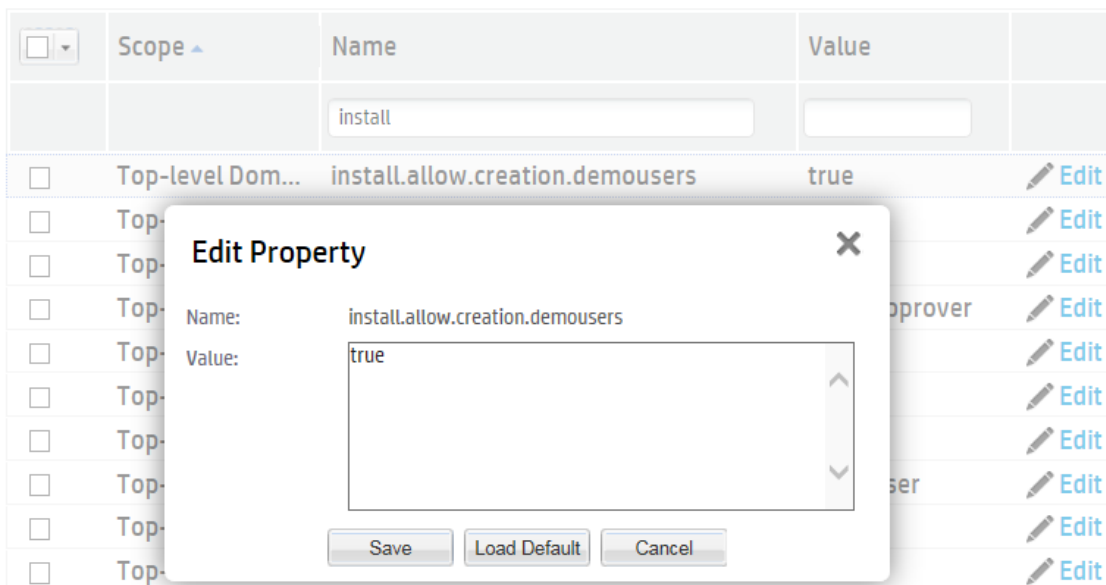 Scope Name Value
install
Top-level Dom... install.allow.creation.demousers true Edit
Top- Edit
Edit Property
Top- Edit
Top- Edit
Name: install.allow.creation.demousers
Value: true
Top- Edit
Top- Edit
Top- Edit
Top- ser Edit
Top- Edit
Save Load Default Cancel
Top- Edit